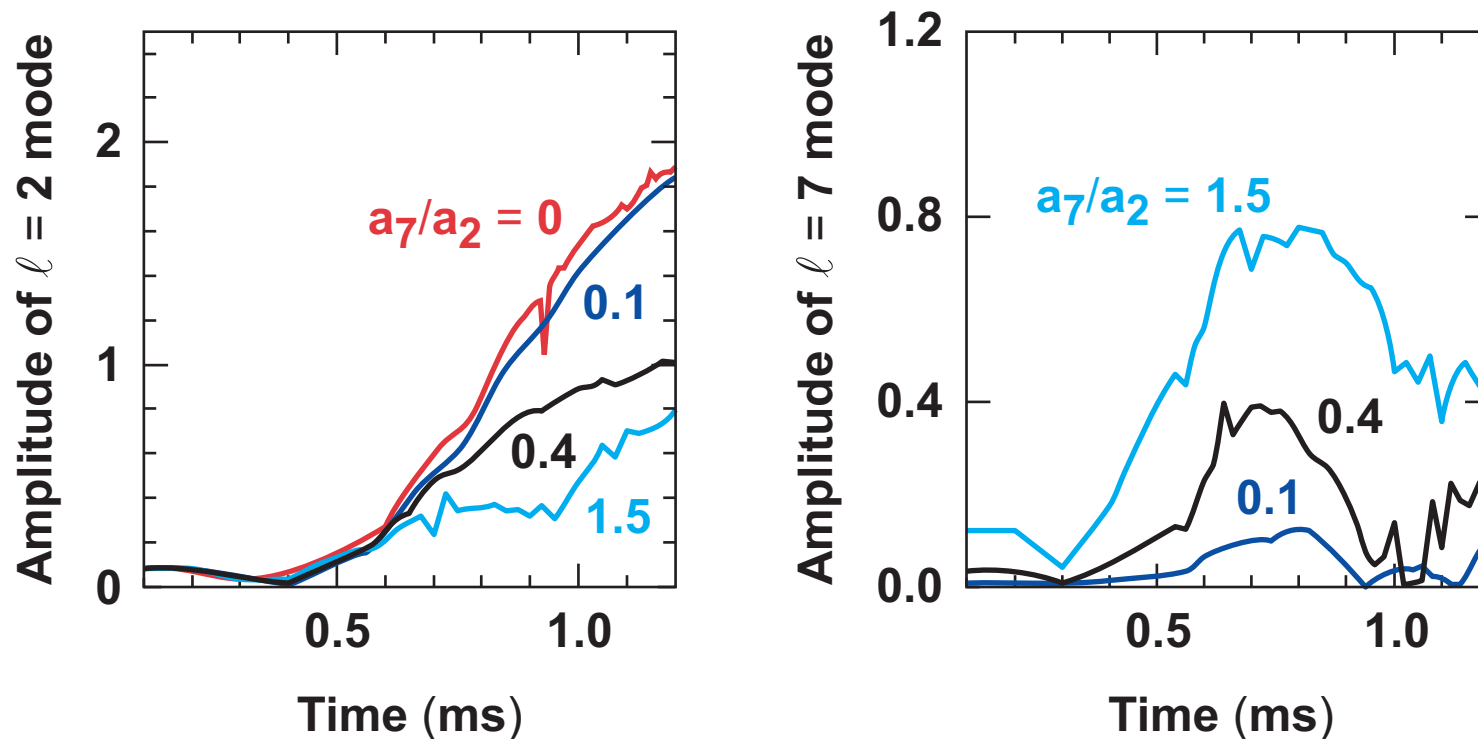 Amplitude of ℓ = 2 mode
2
1
0
a7/a2 = 0
0.1
0.4
1.5
0.5
1.0
Time (ms)
Amplitude of ℓ = 7 mode
1.2
0.8
0.4
0.0
a7/a2 = 1.5
0.4
0.1
0.5
1.0
Time (ms)